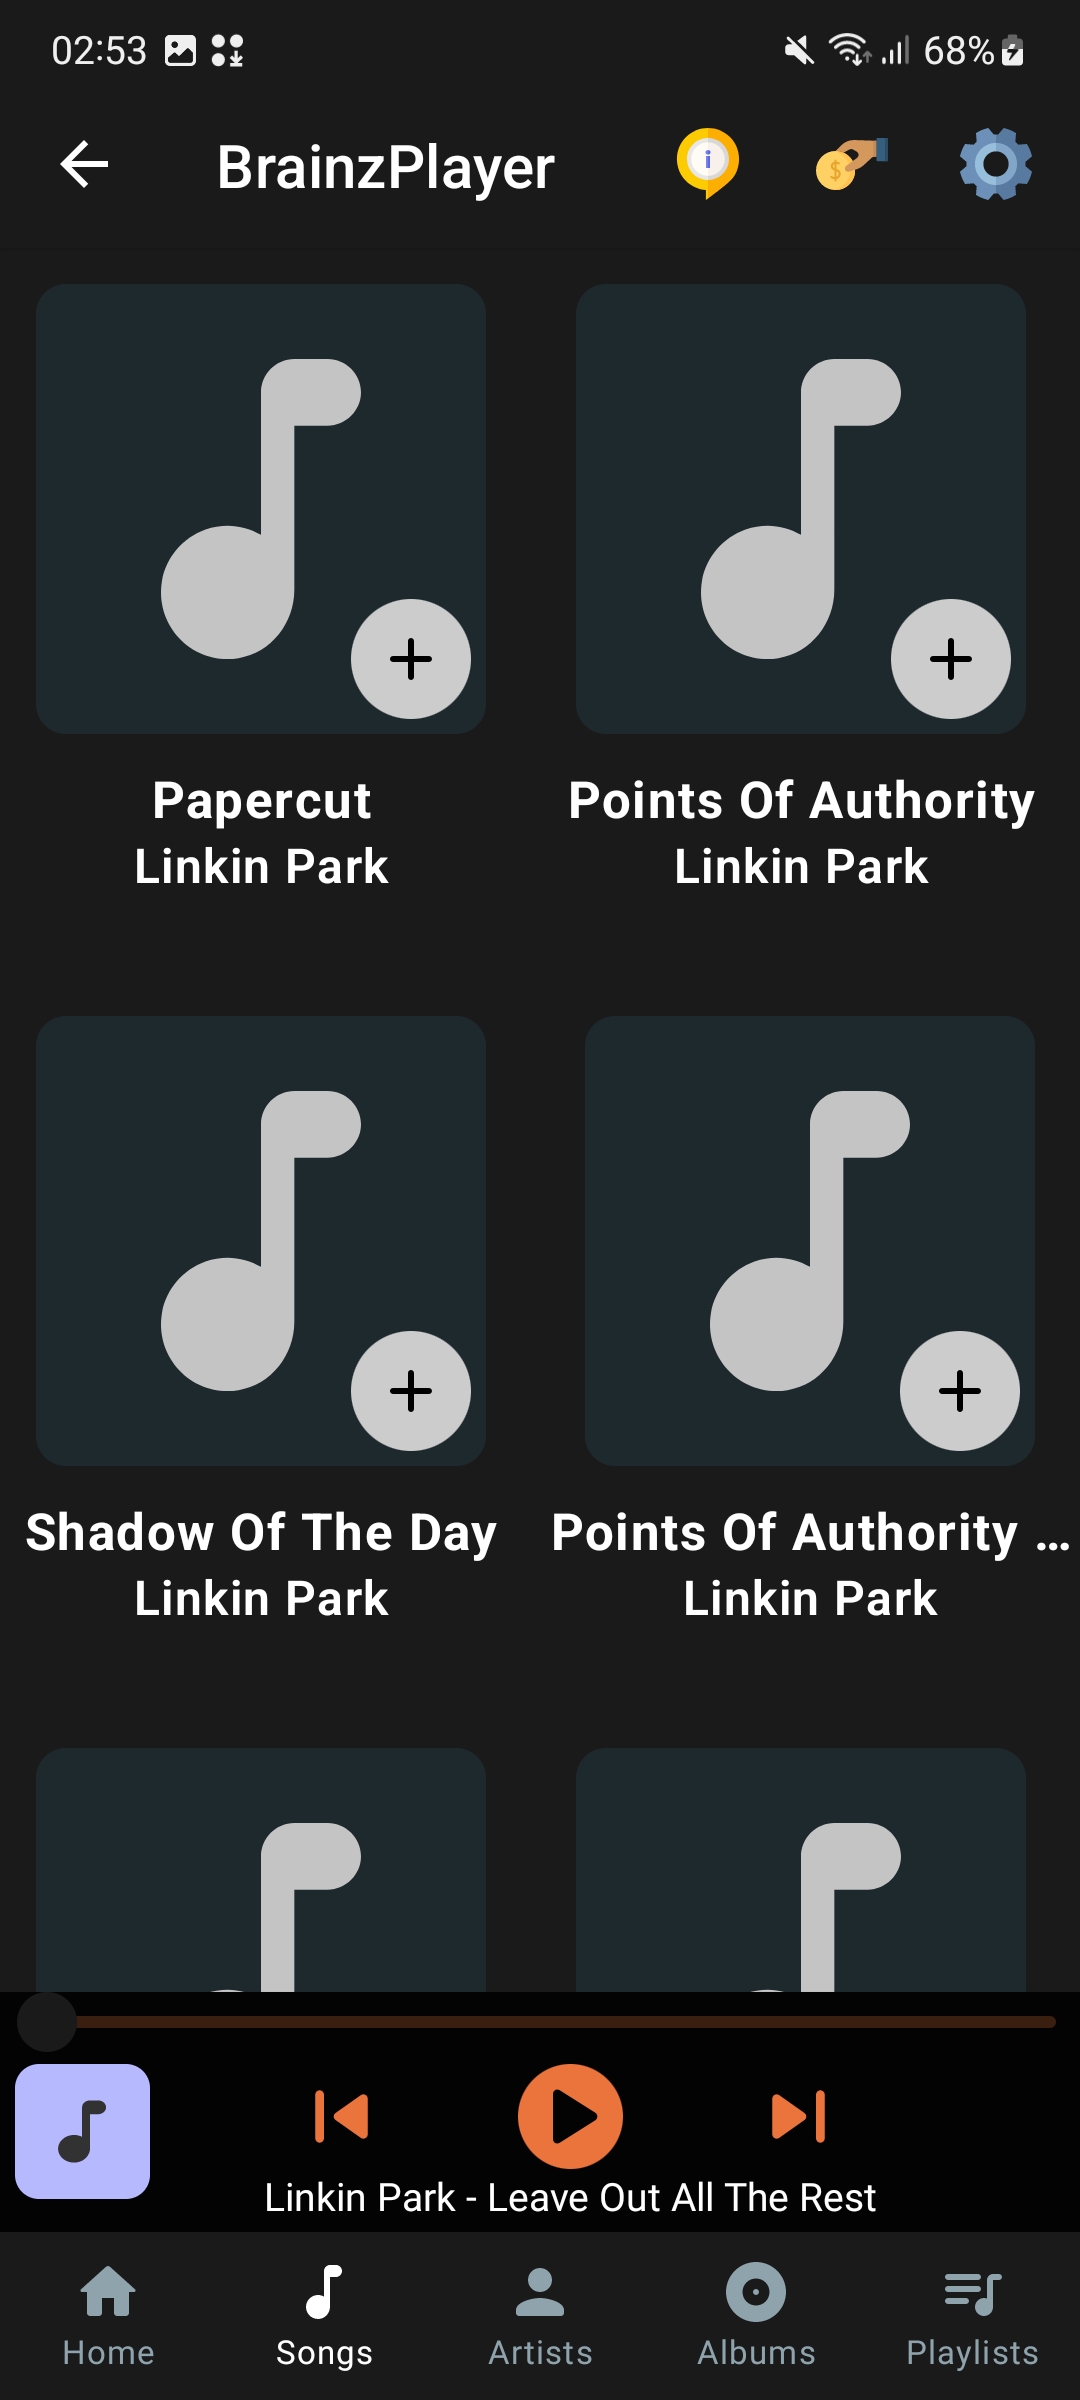 02:53
68%
BrainzPlayer
Papercut
Linkin Park
Points Of Authority
Linkin Park
Shadow Of The Day
Linkin Park
Points Of Authority ...
Linkin Park
Linkin Park - Leave Out All The Rest
Home
Songs
Artists
Albums
Playlists